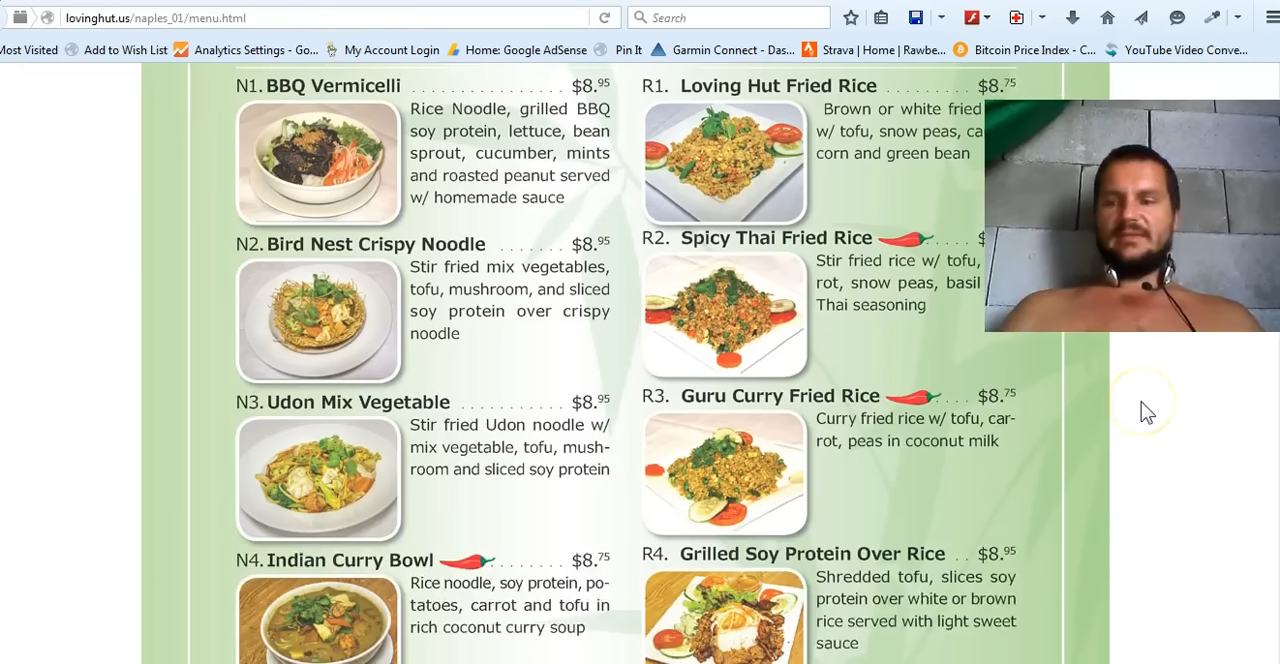 lovinghut.us/naples_01/menu.html
Search
Most Visited Add to Wish List Analytics Settings - Go... My Account Login Home: Google AdSense Pin It Garmin Connect - Das... Strava | Home | Rawbe... Bitcoin Price Index - C... YouTube Video Conve...
N1. BBQ Vermicelli . . . . . . . . . . . . . . . $8.95
Rice Noodle, grilled BBQ
soy protein, lettuce, bean
sprout, cucumber, mints
and roasted peanut served
w/ homemade sauce
N2. Bird Nest Crispy Noodle . . . . . . . $8.95
Stir fried mix vegetables,
tofu, mushroom, and sliced
soy protein over crispy
noodle
N3. Udon Mix Vegetable . . . . . . . . . . $8.95
Stir fried Udon noodle w/
mix vegetable, tofu, mush-
room and sliced soy protein
N4. Indian Curry Bowl . . . . . . . $8.75
Rice noodle, soy protein, po-
tatoes, carrot and tofu in
rich coconut curry soup
R1. Loving Hut Fried Rice . . . . . . . . . $8.75
Brown or white fried
w/ tofu, snow peas, ca
corn and green bean
R2. Spicy Thai Fried Rice . . . . $
Stir fried rice w/ tofu,
rot, snow peas, basil
Thai seasoning
R3. Guru Curry Fried Rice . . . . $8.75
Curry fried rice w/ tofu, car-
rot, peas in coconut milk
R4. Grilled Soy Protein Over Rice . . $8.95
Shredded tofu, slices soy
protein over white or brown
rice served with light sweet
sauce